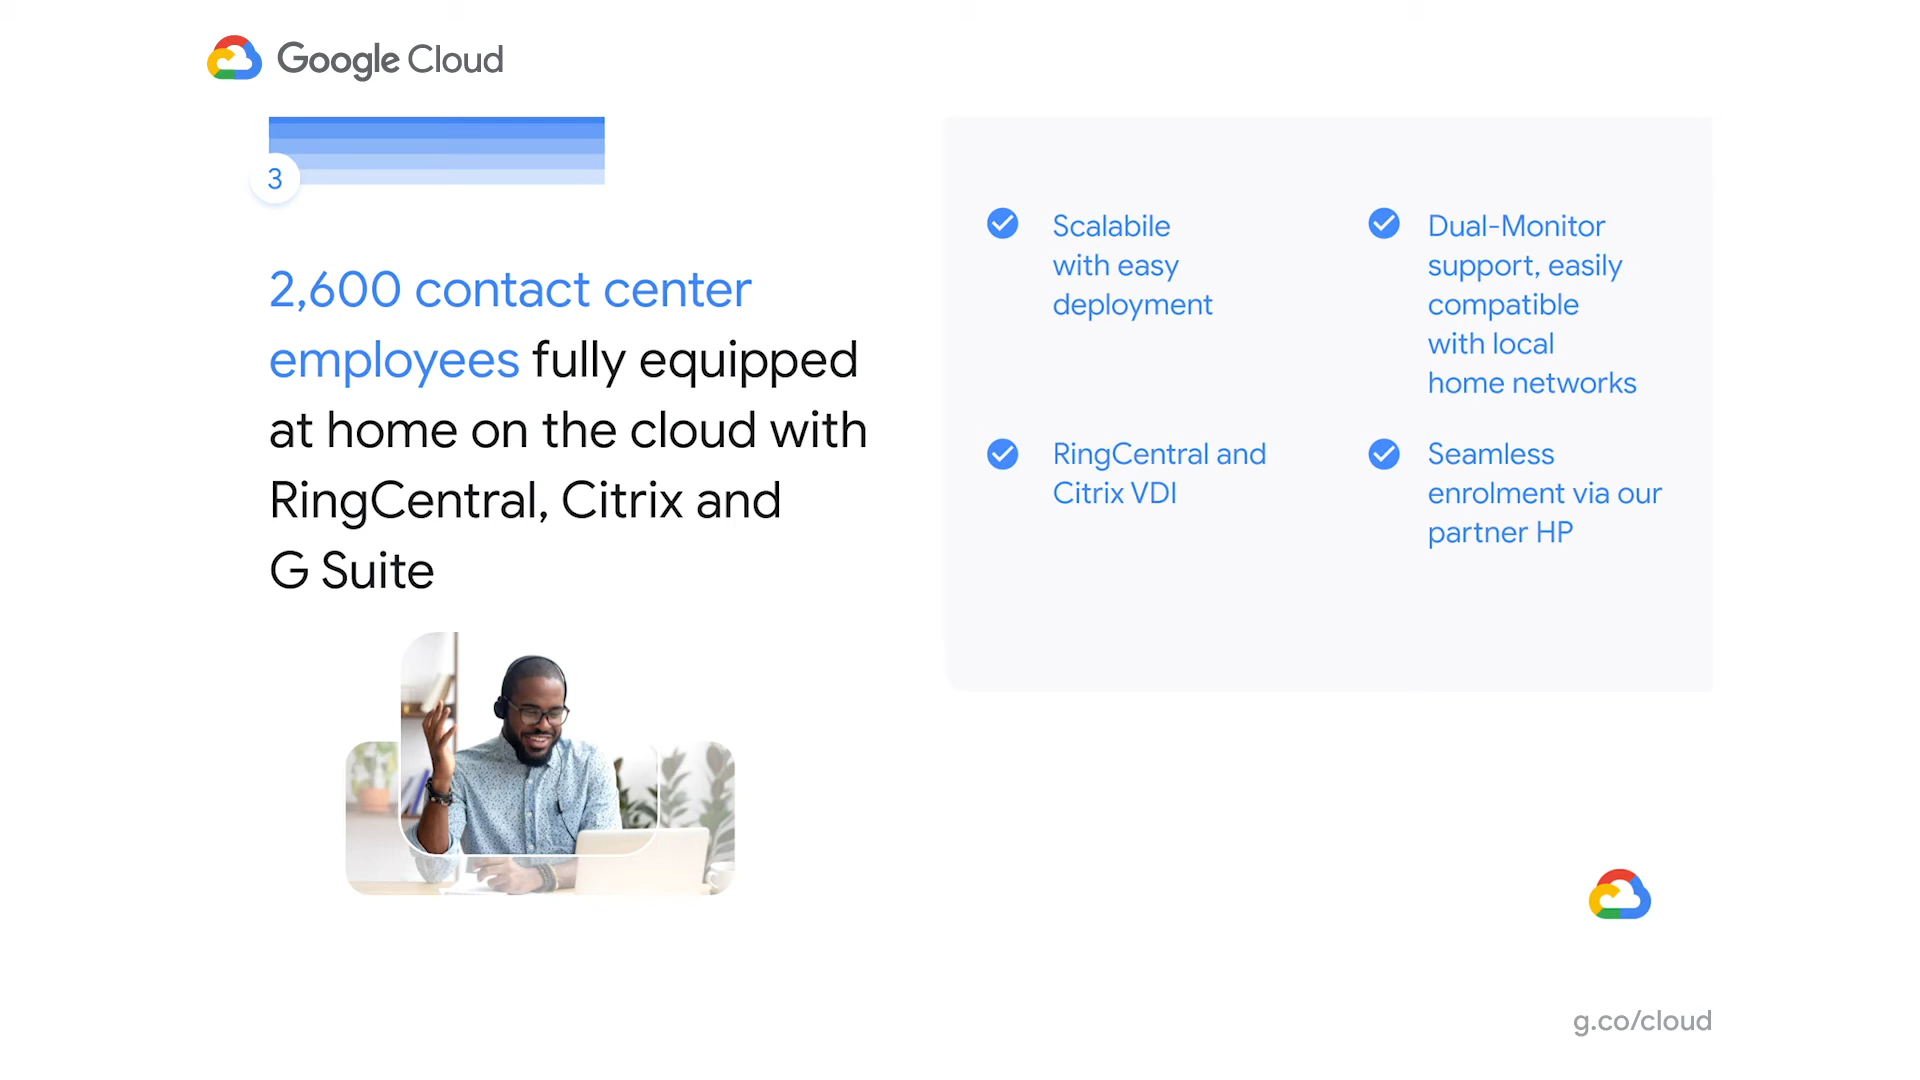 Google Cloud
3
2,600 contact center
employees fully equipped
at home on the cloud with
RingCentral, Citrix and
G Suite
Scalabile
with easy
deployment
Dual-Monitor
support, easily
compatible
with local
home networks
RingCentral and
Citrix VDI
Seamless
enrolment via our
partner HP
g.co/cloud